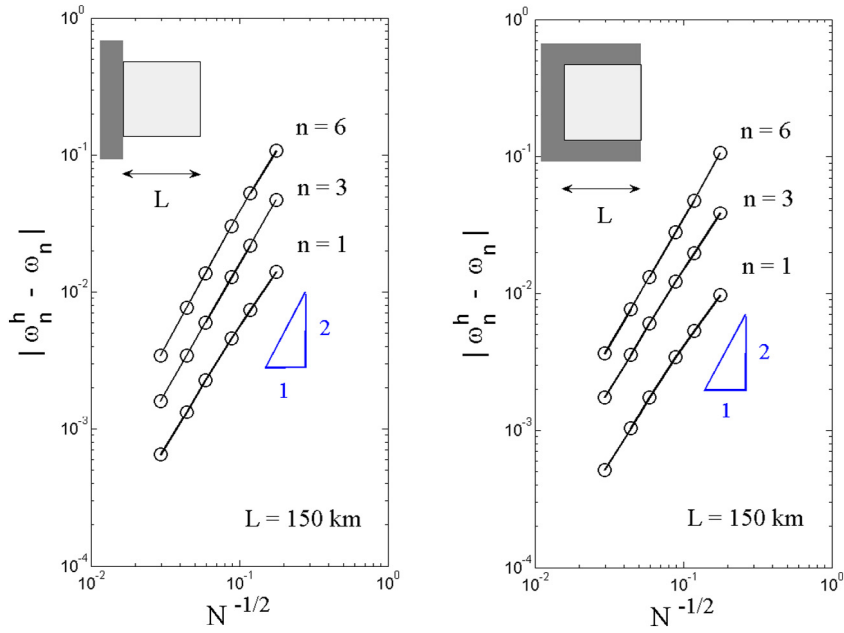 10^0
L
n = 6
10^-1
n = 3
n = 1
10^-2
2
1
| ω_n^h - ω_n |
10^-3
L = 150 km
10^-4
10^-2
10^-1
10^0
N^-1/2
10^0
L
n = 6
10^-1
n = 3
n = 1
10^-2
2
1
| ω_n^h - ω_n |
10^-3
L = 150 km
10^-4
10^-2
10^-1
10^0
N^-1/2